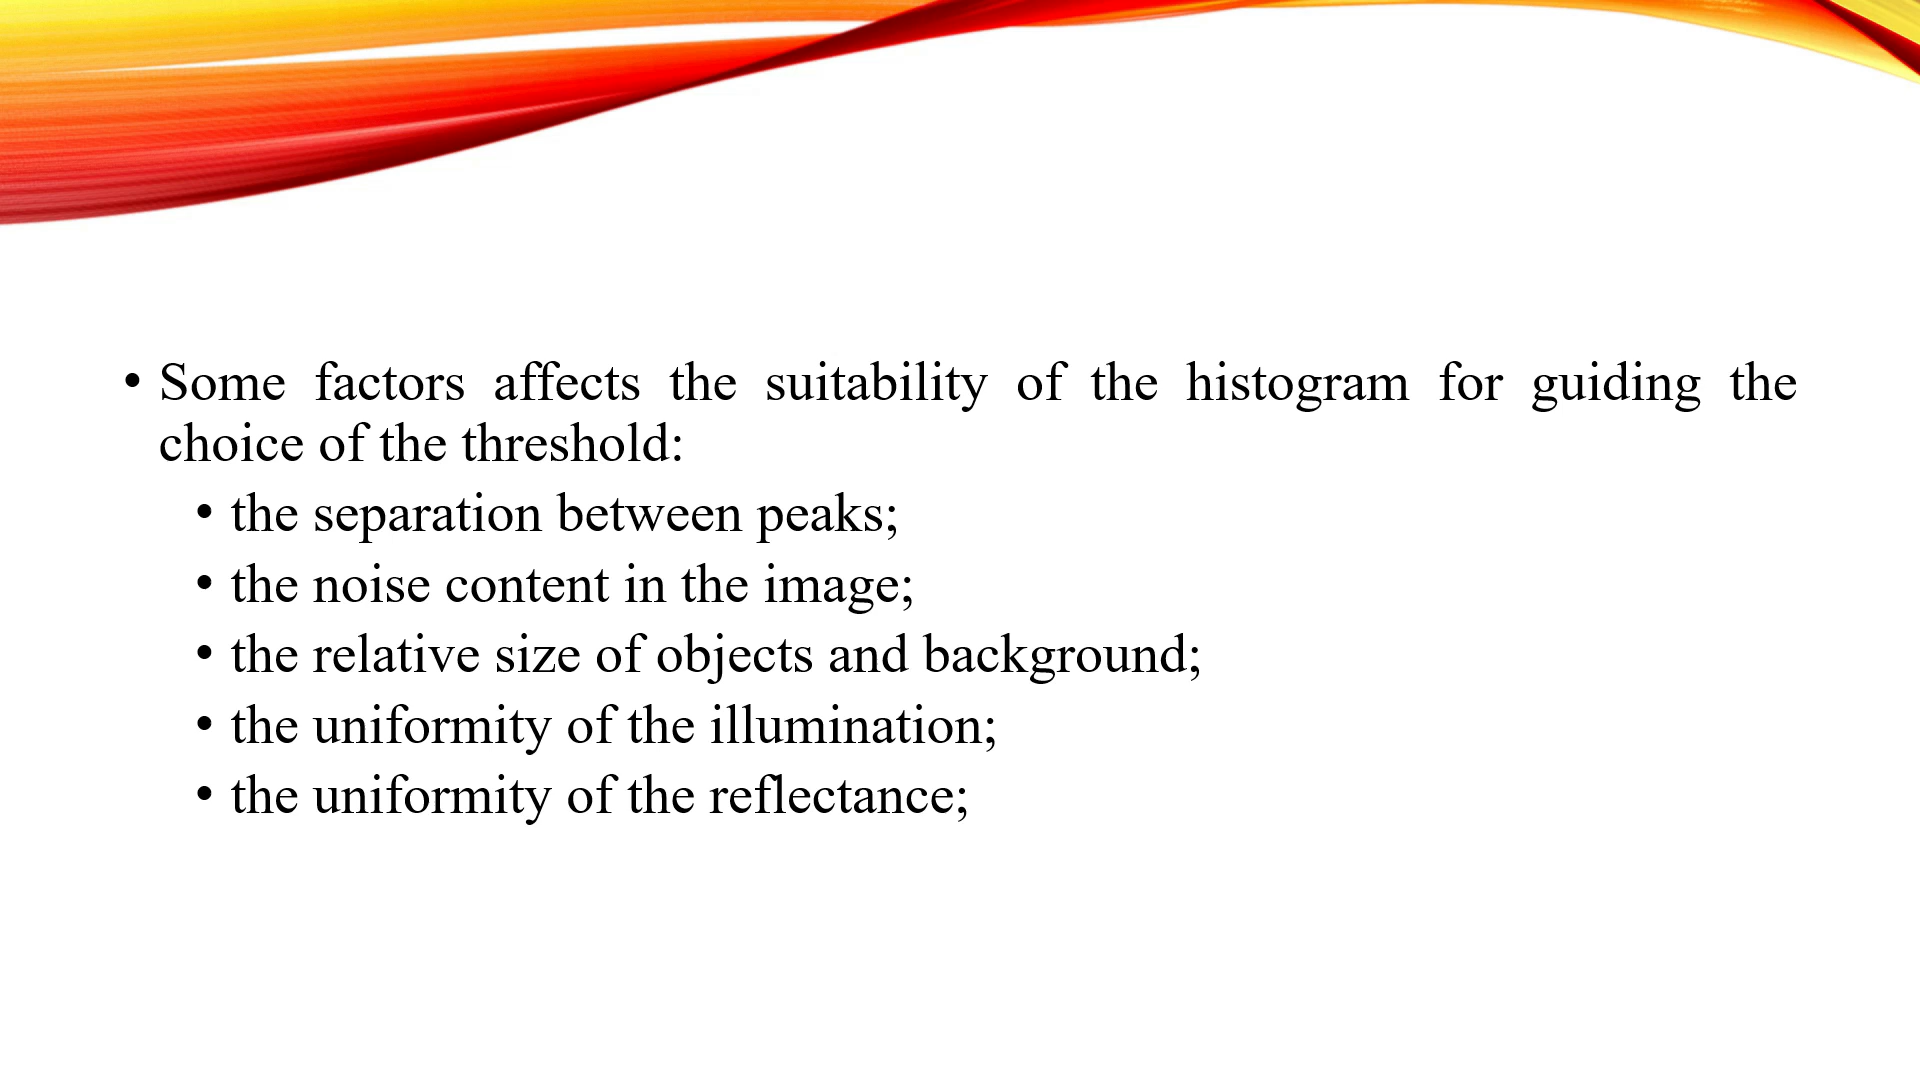 • Some factors affects the suitability of the histogram for guiding the
choice of the threshold:
• the separation between peaks;
• the noise content in the image;
• the relative size of objects and background;
• the uniformity of the illumination;
• the uniformity of the reflectance;